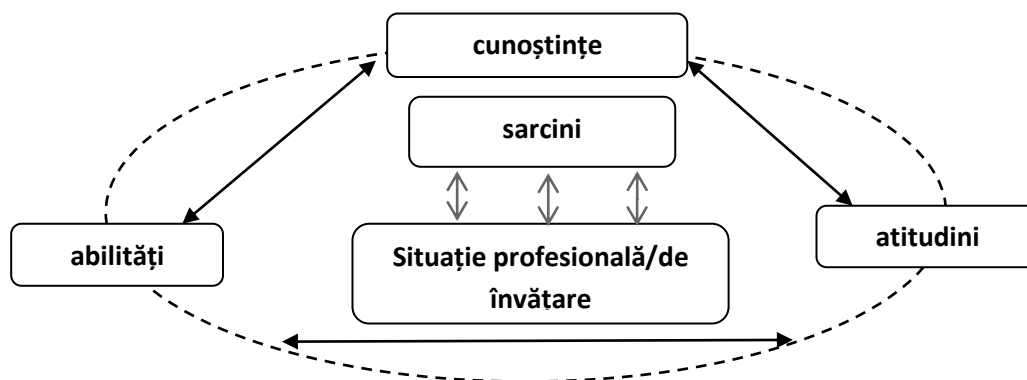 cunoștințe
sarcini
abilități
Situație profesională/de
învățare
atitudini